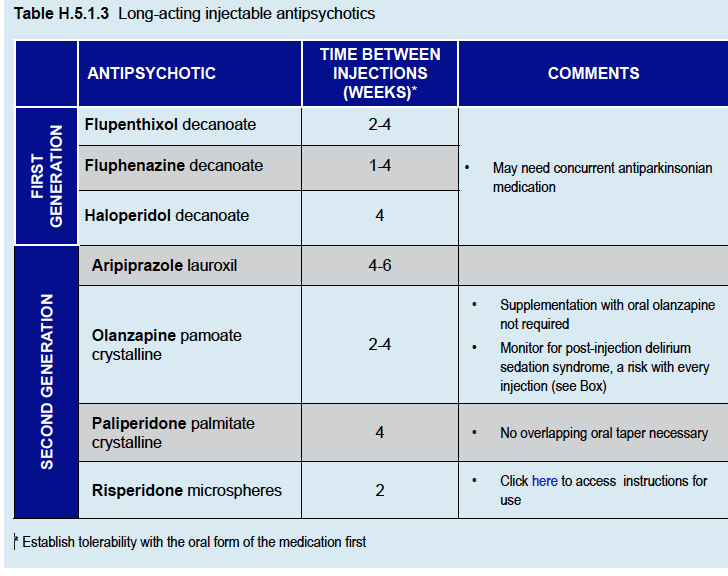 Table H.5.1.3 Long-acting injectable antipsychotics
ANTIPSYCHOTIC
TIME BETWEEN
INJECTIONS
(WEEKS)*
COMMENTS
FIRST
GENERATION
Flupenthixol decanoate
2-4
Fluphenazine decanoate
1-4
Haloperidol decanoate
4
• May need concurrent antiparkinsonian
medication
SECOND GENERATION
Aripiprazole lauroxil
4-6
Olanzapine pamoate
crystalline
2-4
• Supplementation with oral olanzapine
not required
• Monitor for post-injection delirium
sedation syndrome, a risk with every
injection (see Box)
Paliperidone palmitate
crystalline
4
• No overlapping oral taper necessary
Risperidone microspheres
2
• Click here to access instructions for
use
* Establish tolerability with the oral form of the medication first